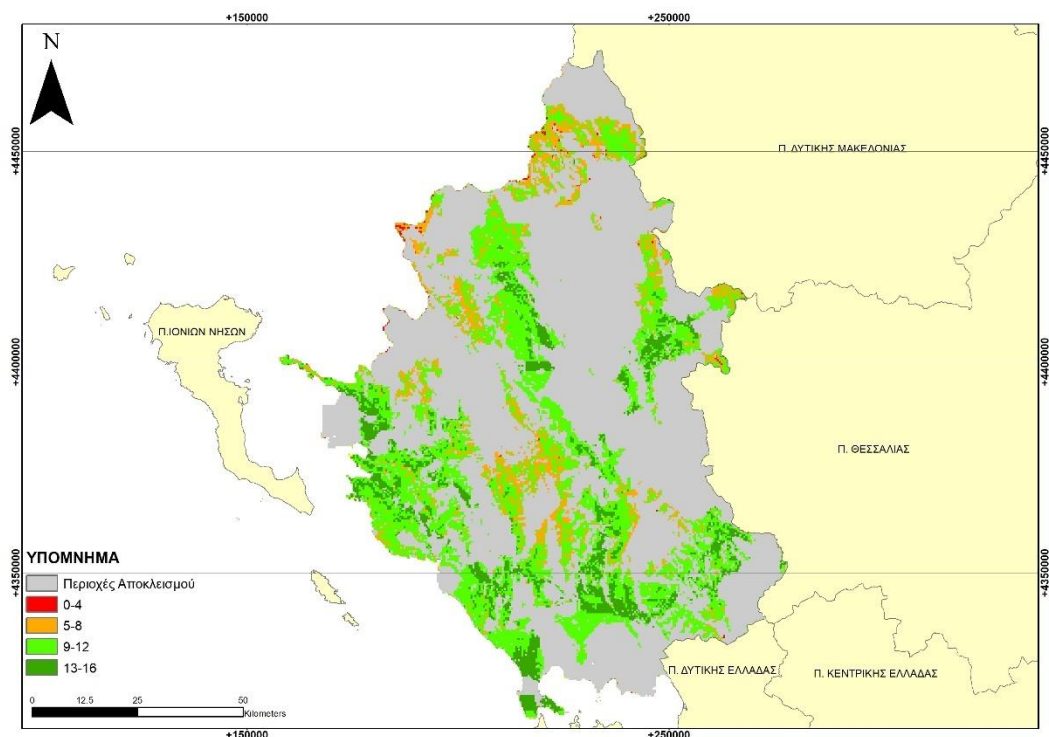 +150000
+250000
N
+4450000
Π. ΔΥΤΙΚΗΣ ΜΑΚΕΔΟΝΙΑΣ
+4450000
Π.ΙΟΝΙΩΝ ΝΗΣΩΝ
+4400000
+4400000
Π. ΘΕΣΣΑΛΙΑΣ
ΥΠΟΜΝΗΜΑ
Περιοχές Αποκλεισμού
0-4
5-8
9-12
13-16
+4350000
+4350000
Π. ΔΥΤΙΚΗΣ ΕΛΛΑΔΑΣ
Π. ΚΕΝΤΡΙΚΗΣ ΕΛΛΑΔΑΣ
0 12.5 25 50
Kilometers
+150000
+250000